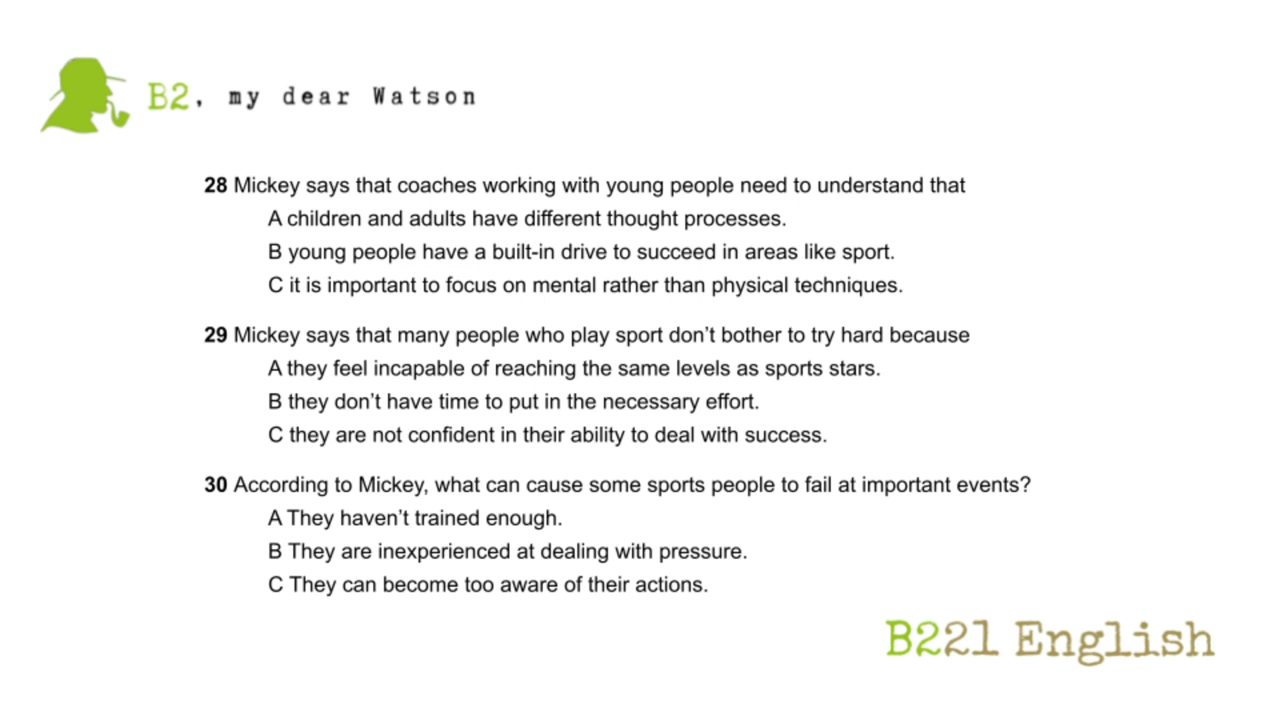 B2, my dear Watson
28 Mickey says that coaches working with young people need to understand that
A children and adults have different thought processes.
B young people have a built-in drive to succeed in areas like sport.
C it is important to focus on mental rather than physical techniques.
29 Mickey says that many people who play sport don’t bother to try hard because
A they feel incapable of reaching the same levels as sports stars.
B they don’t have time to put in the necessary effort.
C they are not confident in their ability to deal with success.
30 According to Mickey, what can cause some sports people to fail at important events?
A They haven’t trained enough.
B They are inexperienced at dealing with pressure.
C They can become too aware of their actions.
B221 English